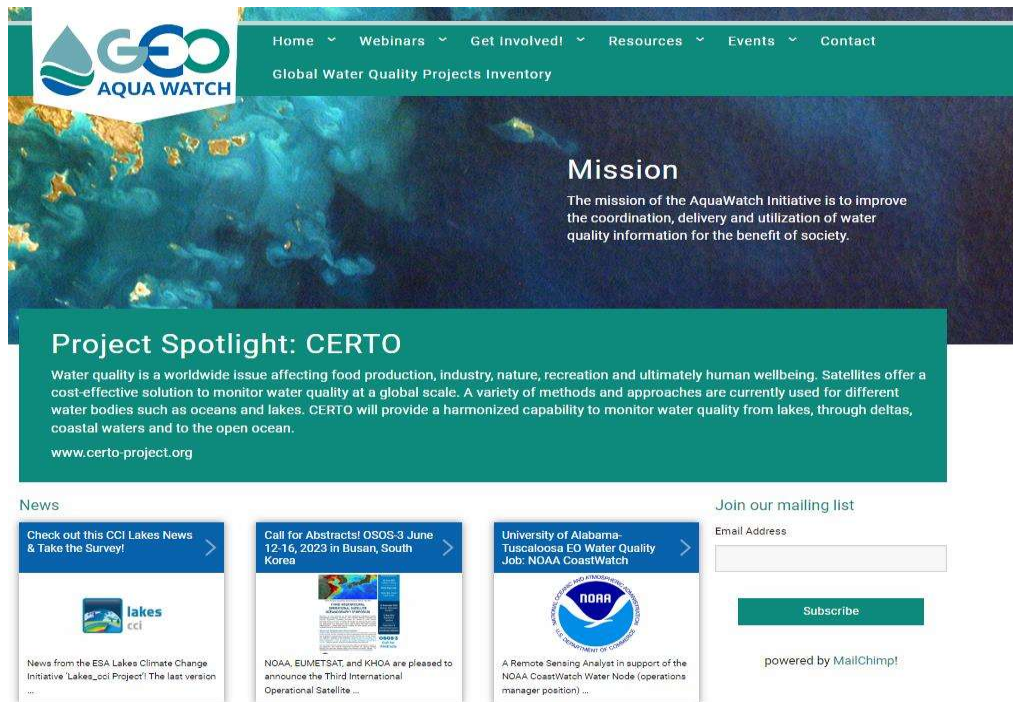 GEO
AQUA WATCH
Home
Webinars
Get Involved!
Resources
Events
Contact
Global Water Quality Projects Inventory
Mission
The mission of the AquaWatch Initiative is to improve
the coordination, delivery and utilization of water
quality information for the benefit of society.
Project Spotlight: CERTO
Water quality is a worldwide issue affecting food production, industry, nature, recreation and ultimately human wellbeing. Satellites offer a
cost-effective solution to monitor water quality at a global scale. A variety of methods and approaches are currently used for different
water bodies such as oceans and lakes. CERTO will provide a harmonized capability to monitor water quality from lakes, through deltas,
coastal waters and to the open ocean.
www.certo-project.org
News
Check out this CCI Lakes News
& Take the Survey!
lakes
cci
News from the ESA Lakes Climate Change
Initiative 'Lakes_cci Project'! The last version
...
Call for Abstracts! OSOS-3 June
12-16, 2023 in Busan, South
Korea
OSOS-3
NOAA, EUMETSAT, and KHOA are pleased to
announce the Third International
Operational Satellite ...
University of Alabama-
Tuscaloosa EO Water Quality
Job: NOAA CoastWatch
NATIONAL OCEANIC AND ATMOSPHERIC ADMINISTRATION
NOAA
U.S. DEPARTMENT OF COMMERCE
A Remote Sensing Analyst in support of the
NOAA CoastWatch Water Node (operations
manager position) ...
Join our mailing list
Email Address
Subscribe
powered by MailChimp!